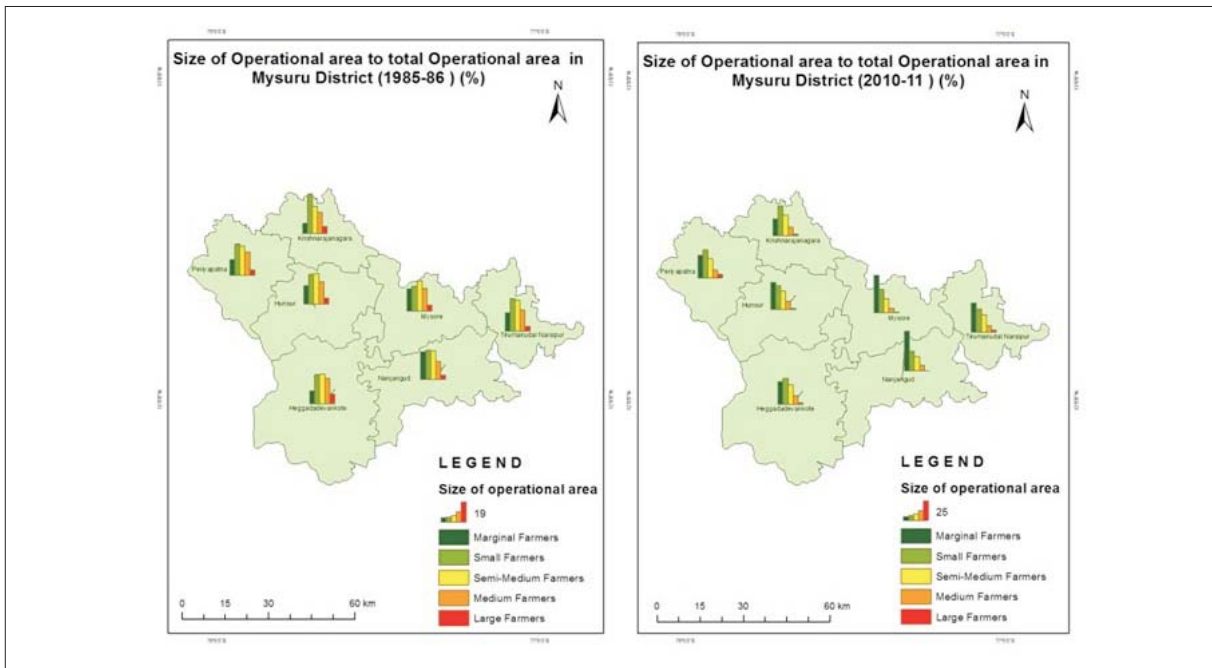 Size of Operational area to total Operational area in
Mysuru District (1985-86 ) (%)
N
Krishnarajanagara
Periyapatna
Hunsur
Mysore
Tirumakudal Narsipur
Nanjangud
Heggadadevankote
L E G E N D
Size of operational area
19
Marginal Farmers
Small Farmers
Semi-Medium Farmers
Medium Farmers
Large Farmers
0 15 30 60 km
Size of Operational area to total Operational area in
Mysuru District (2010-11 ) (%)
N
Krishnarajanagara
Periyapatna
Hunsur
Mysore
Tirumakudal Narsipur
Nanjangud
Heggadadevankote
L E G E N D
Size of operational area
25
Marginal Farmers
Small Farmers
Semi-Medium Farmers
Medium Farmers
Large Farmers
0 15 30 60 km